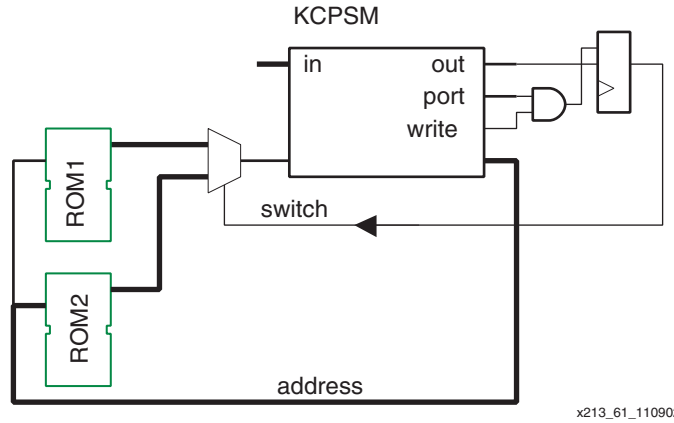 KCPSM
in
out
port
write
ROM1
switch
ROM2
address